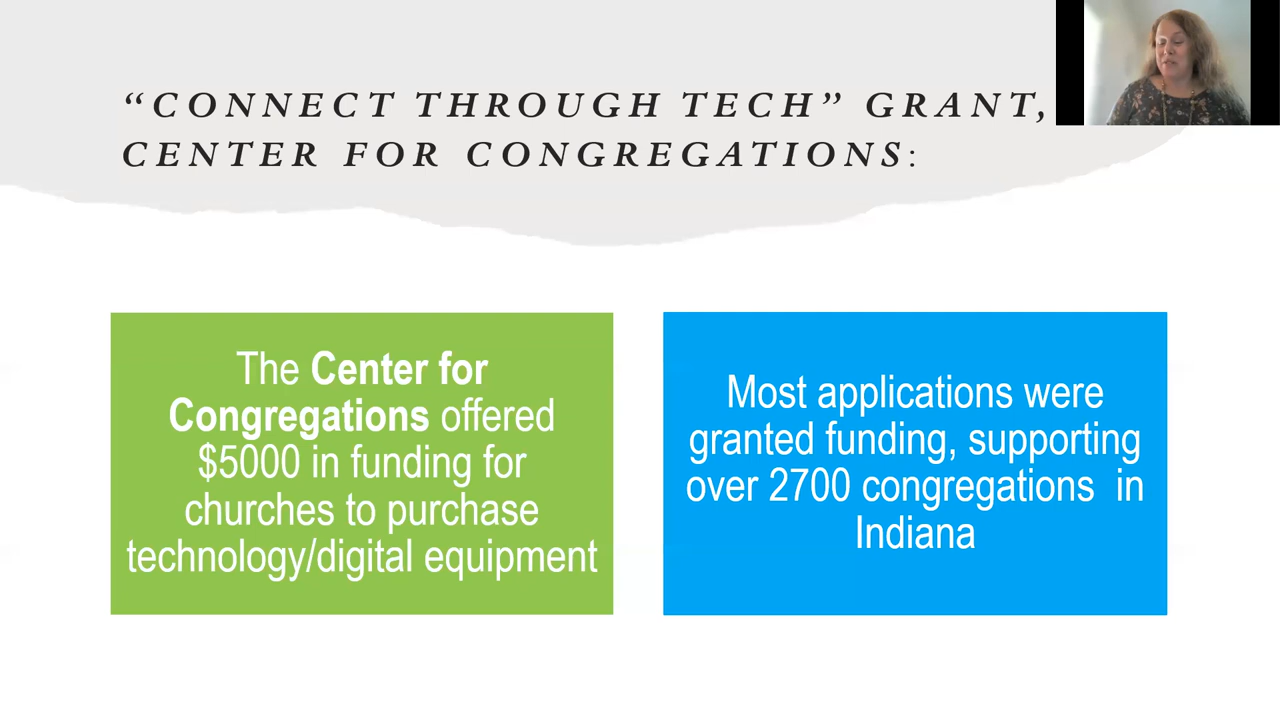 “CONNECT THROUGH TECH” GRANT,
CENTER FOR CONGREGATIONS:
The Center for
Congregations offered
$5000 in funding for
churches to purchase
technology/digital equipment
Most applications were
granted funding, supporting
over 2700 congregations  in
Indiana